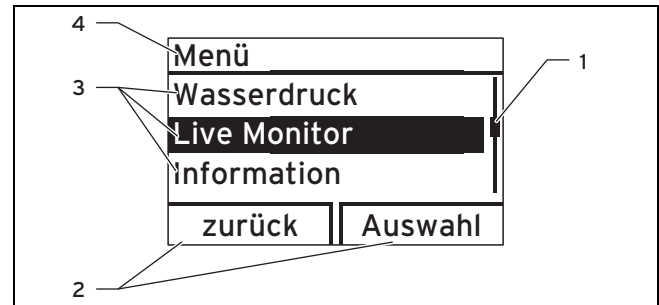 4
Menü
1
3
Wasserdruck
Live Monitor
Information
zurück
Auswahl
2